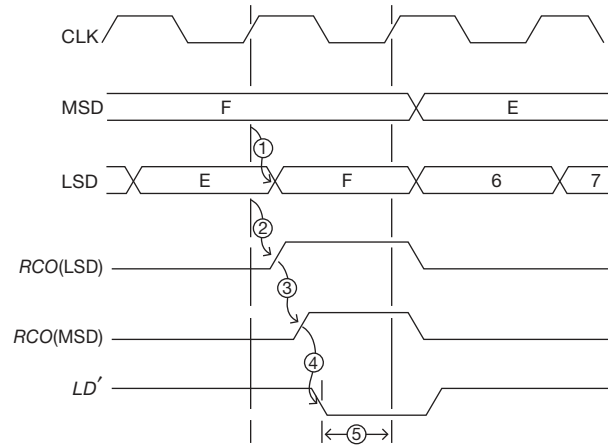 CLK
MSD F E
①
LSD E F 6 7
②
RCO(LSD)
③
RCO(MSD)
④
LD′
⑤